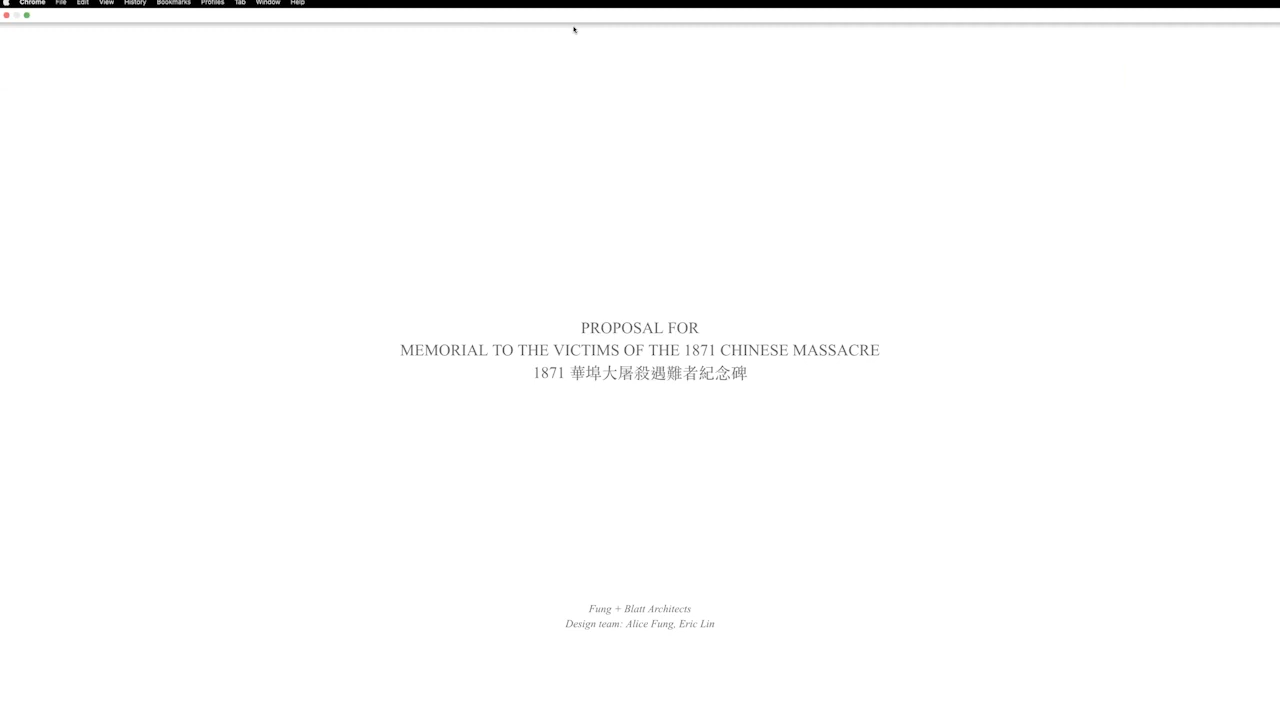 Chrome File Edit View History Bookmarks Profiles Tab Window Help
PROPOSAL FOR
MEMORIAL TO THE VICTIMS OF THE 1871 CHINESE MASSACRE
1871 華埠大屠殺遇難者紀念碑
Fung + Blatt Architects
Design team: Alice Fung, Eric Lin